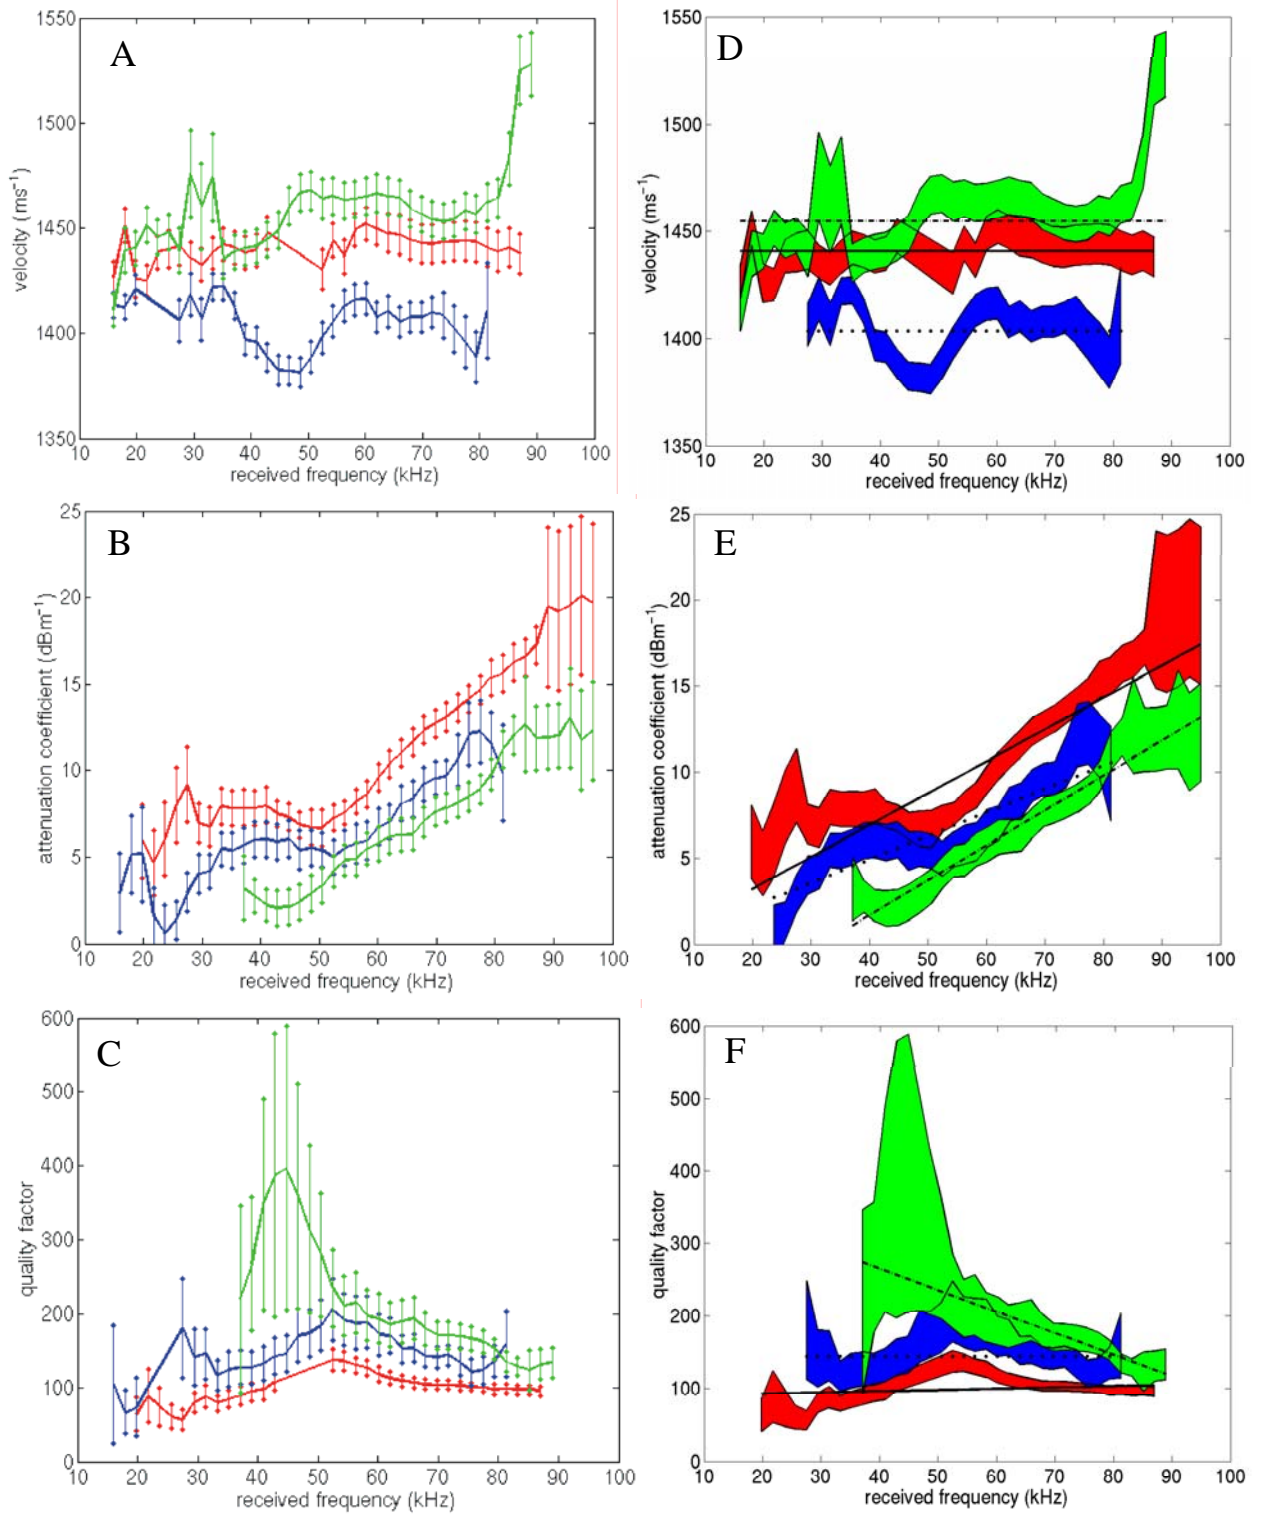 A
1550
1500
1450
1400
1350
velocity (ms⁻¹)
10 20 30 40 50 60 70 80 90 100
received frequency (kHz)
D
1550
1500
1450
1400
1350
velocity (ms⁻¹)
10 20 30 40 50 60 70 80 90 100
received frequency (kHz)
B
25
20
15
10
5
0
attenuation coefficient (dBm⁻¹)
10 20 30 40 50 60 70 80 90 100
received frequency (kHz)
E
25
20
15
10
5
0
attenuation coefficient (dBm⁻¹)
10 20 30 40 50 60 70 80 90 100
received frequency (kHz)
C
600
500
400
300
200
100
0
quality factor
10 20 30 40 50 60 70 80 90 100
received frequency (kHz)
F
600
500
400
300
200
100
0
quality factor
10 20 30 40 50 60 70 80 90 100
received frequency (kHz)